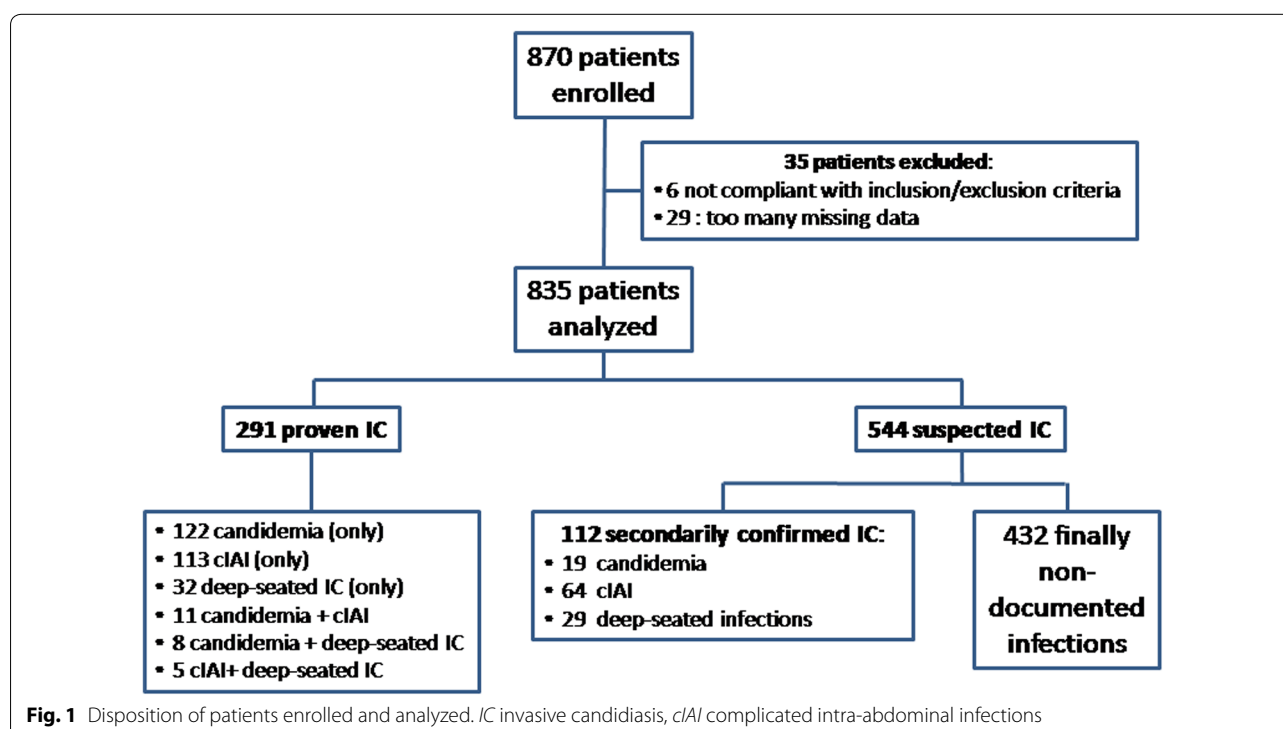 870 patients
enrolled
35 patients excluded:
• 6 not compliant with inclusion/exclusion criteria
• 29 : too many missing data
835 patients
analyzed
291 proven IC
544 suspected IC
• 122 candidemia (only)
• 113 cIAI (only)
• 32 deep-seated IC (only)
• 11 candidemia + cIAI
• 8 candidemia + deep-seated IC
• 5 cIAI+ deep-seated IC
112 secondarily confirmed IC:
• 19 candidemia
• 64 cIAI
• 29 deep-seated infections
432 finally
non-
documented
infections
Fig. 1 Disposition of patients enrolled and analyzed. IC invasive candidiasis, cIAI complicated intra-abdominal infections